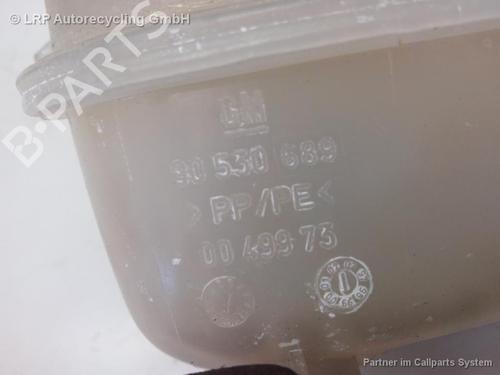 © LRP Autorecycling GmbH
B-PARTS
GM
90 530 689
>PP/PE<
00 499 73
Partner im Callparts System